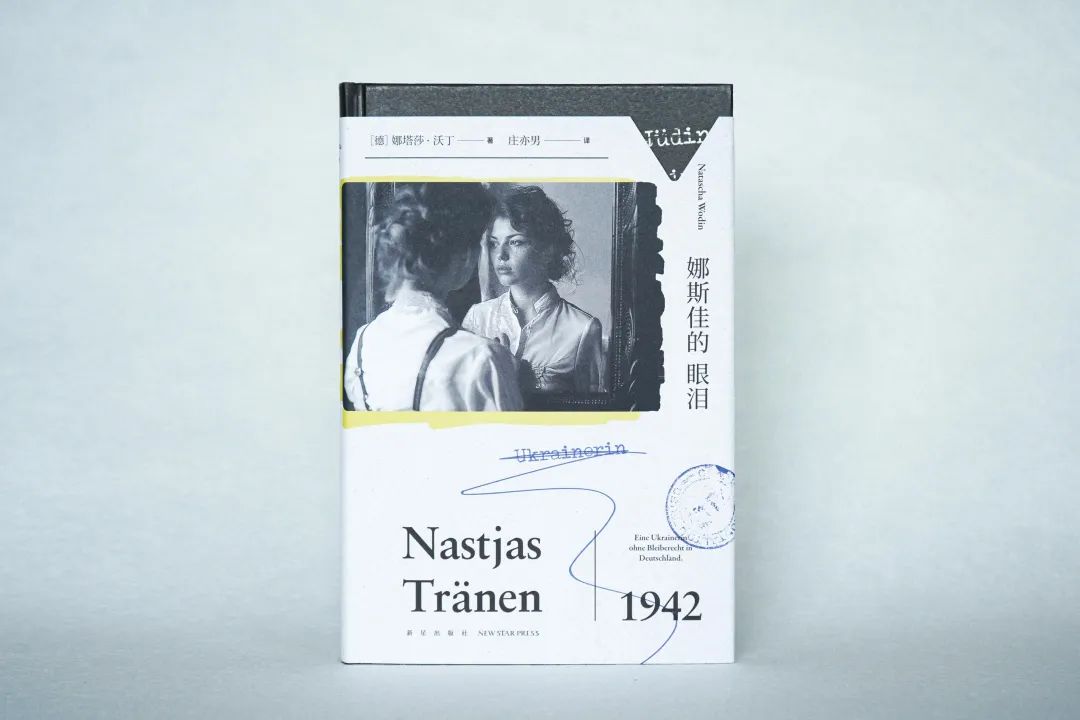 [德] 娜塔莎·沃丁 —— 著 庄亦男 —— 译
Jüdin
Natascha Wodin
娜斯佳的 眼泪
Ukrainerin
Nastjas
Tränen
Eine Ukrainerin
ohne Bleiberecht in
Deutschland.
1942
新星出版社 NEW STAR PRESS